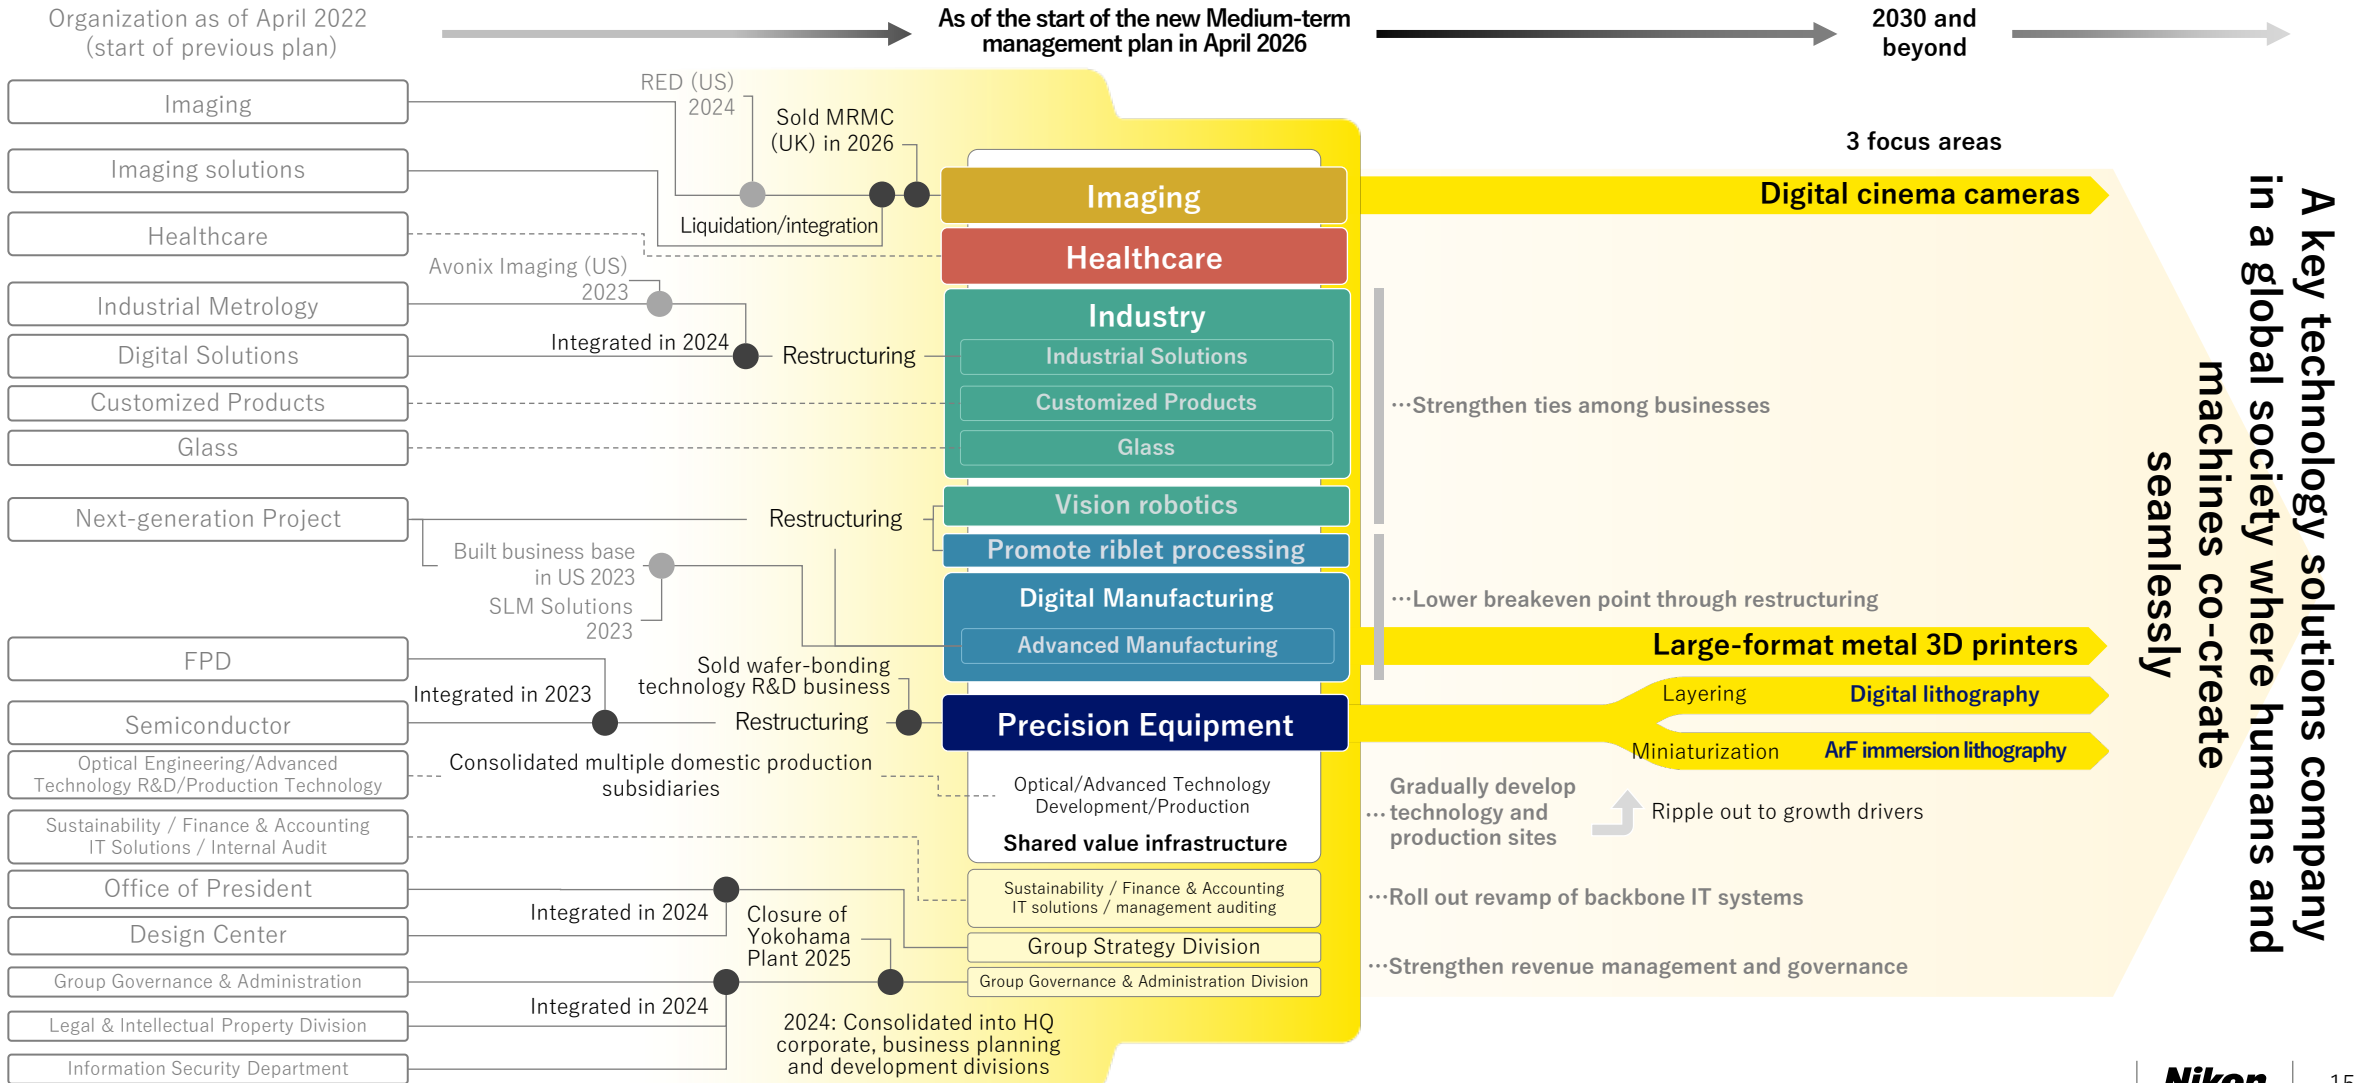 Organization as of April 2022
(start of previous plan)
As of the start of the new Medium-term
management plan in April 2026
2030 and
beyond
Imaging
Imaging solutions
Healthcare
Industrial Metrology
Digital Solutions
Customized Products
Glass
Next-generation Project
FPD
Semiconductor
Optical Engineering/Advanced
Technology R&D/Production Technology
Sustainability / Finance & Accounting
IT Solutions / Internal Audit
Office of President
Design Center
Group Governance & Administration
Legal & Intellectual Property Division
Information Security Department
RED (US)
2024
Sold MRMC
(UK) in 2026
Liquidation/integration
Avonix Imaging (US)
2023
Integrated in 2024
Restructuring
Restructuring
Built business base
in US 2023
SLM Solutions
2023
Integrated in 2023
Sold wafer-bonding
technology R&D business
Restructuring
Consolidated multiple domestic production
subsidiaries
Integrated in 2024
Closure of
Yokohama
Plant 2025
Integrated in 2024
2024: Consolidated into HQ
corporate, business planning
and development divisions
Imaging
Healthcare
Industry
Industrial Solutions
Customized Products
Glass
Vision robotics
Promote riblet processing
Digital Manufacturing
Advanced Manufacturing
Precision Equipment
Optical/Advanced Technology
Development/Production
Shared value infrastructure
Sustainability / Finance & Accounting
IT solutions / management auditing
Group Strategy Division
Group Governance & Administration Division
3 focus areas
Digital cinema cameras
…Strengthen ties among businesses
…Lower breakeven point through restructuring
Large-format metal 3D printers
Layering
Digital lithography
Miniaturization
ArF immersion lithography
…Gradually develop
technology and
production sites
Ripple out to growth drivers
…Roll out revamp of backbone IT systems
…Strengthen revenue management and governance
A key technology solutions company
in a global society where humans and
machines co-create
seamlessly
Nikon
15